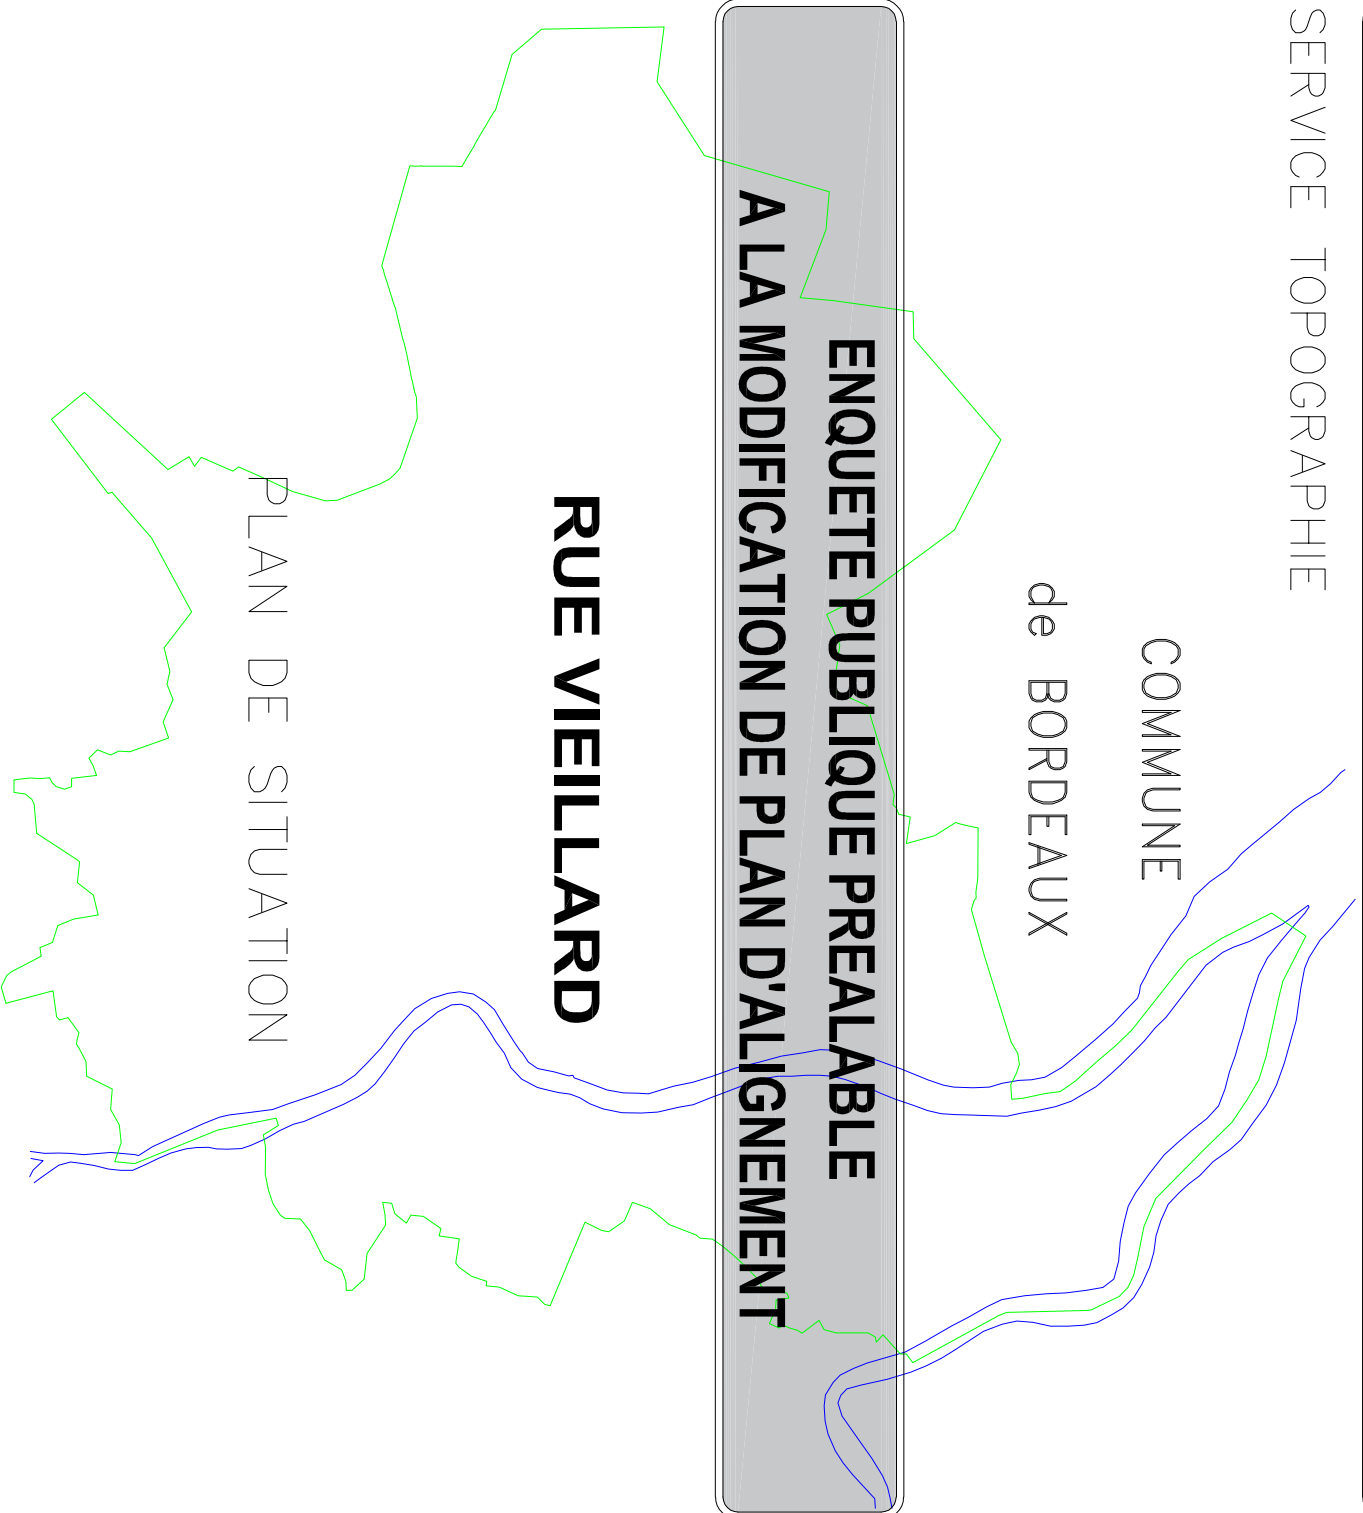 SERVICE TOPOGRAPHIE
COMMUNE
de BORDEAUX
ENQUETE PUBLIQUE PREALABLE
A LA MODIFICATION DE PLAN D'ALIGNEMENT
RUE VIEILLARD
PLAN DE SITUATION